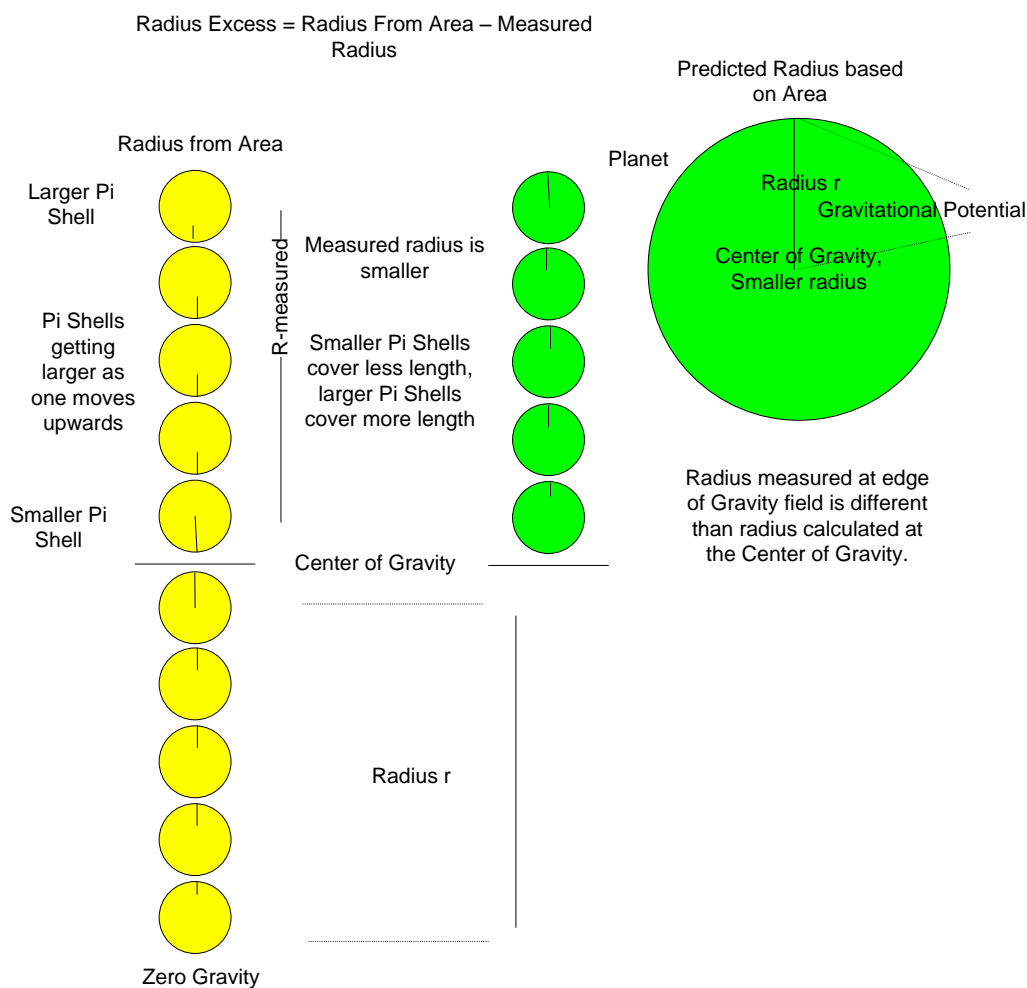 Radius Excess = Radius From Area – Measured
Radius
Predicted Radius based
on Area
Radius from Area
Planet
Larger Pi
Shell
Radius r
Gravitational Potential
R-measured
Measured radius is
smaller
Center of Gravity,
Smaller radius
Pi Shells
getting
larger as
one moves
upwards
Smaller Pi Shells
cover less length,
larger Pi Shells
cover more length
Radius measured at edge
of Gravity field is different
than radius calculated at
the Center of Gravity.
Smaller Pi
Shell
Center of Gravity
Radius r
Zero Gravity